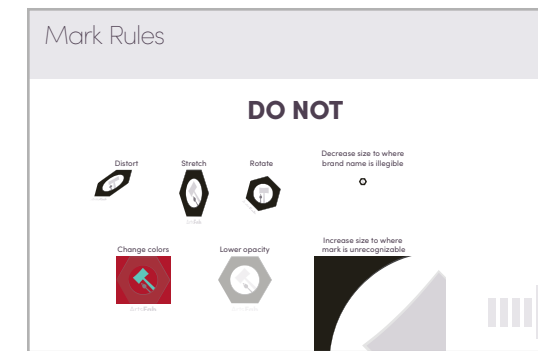 Mark Rules
DO NOT
Distort
Stretch
Rotate
Decrease size to where
brand name is illegible
Change colors
Lower opacity
Increase size to where
mark is unrecognizable